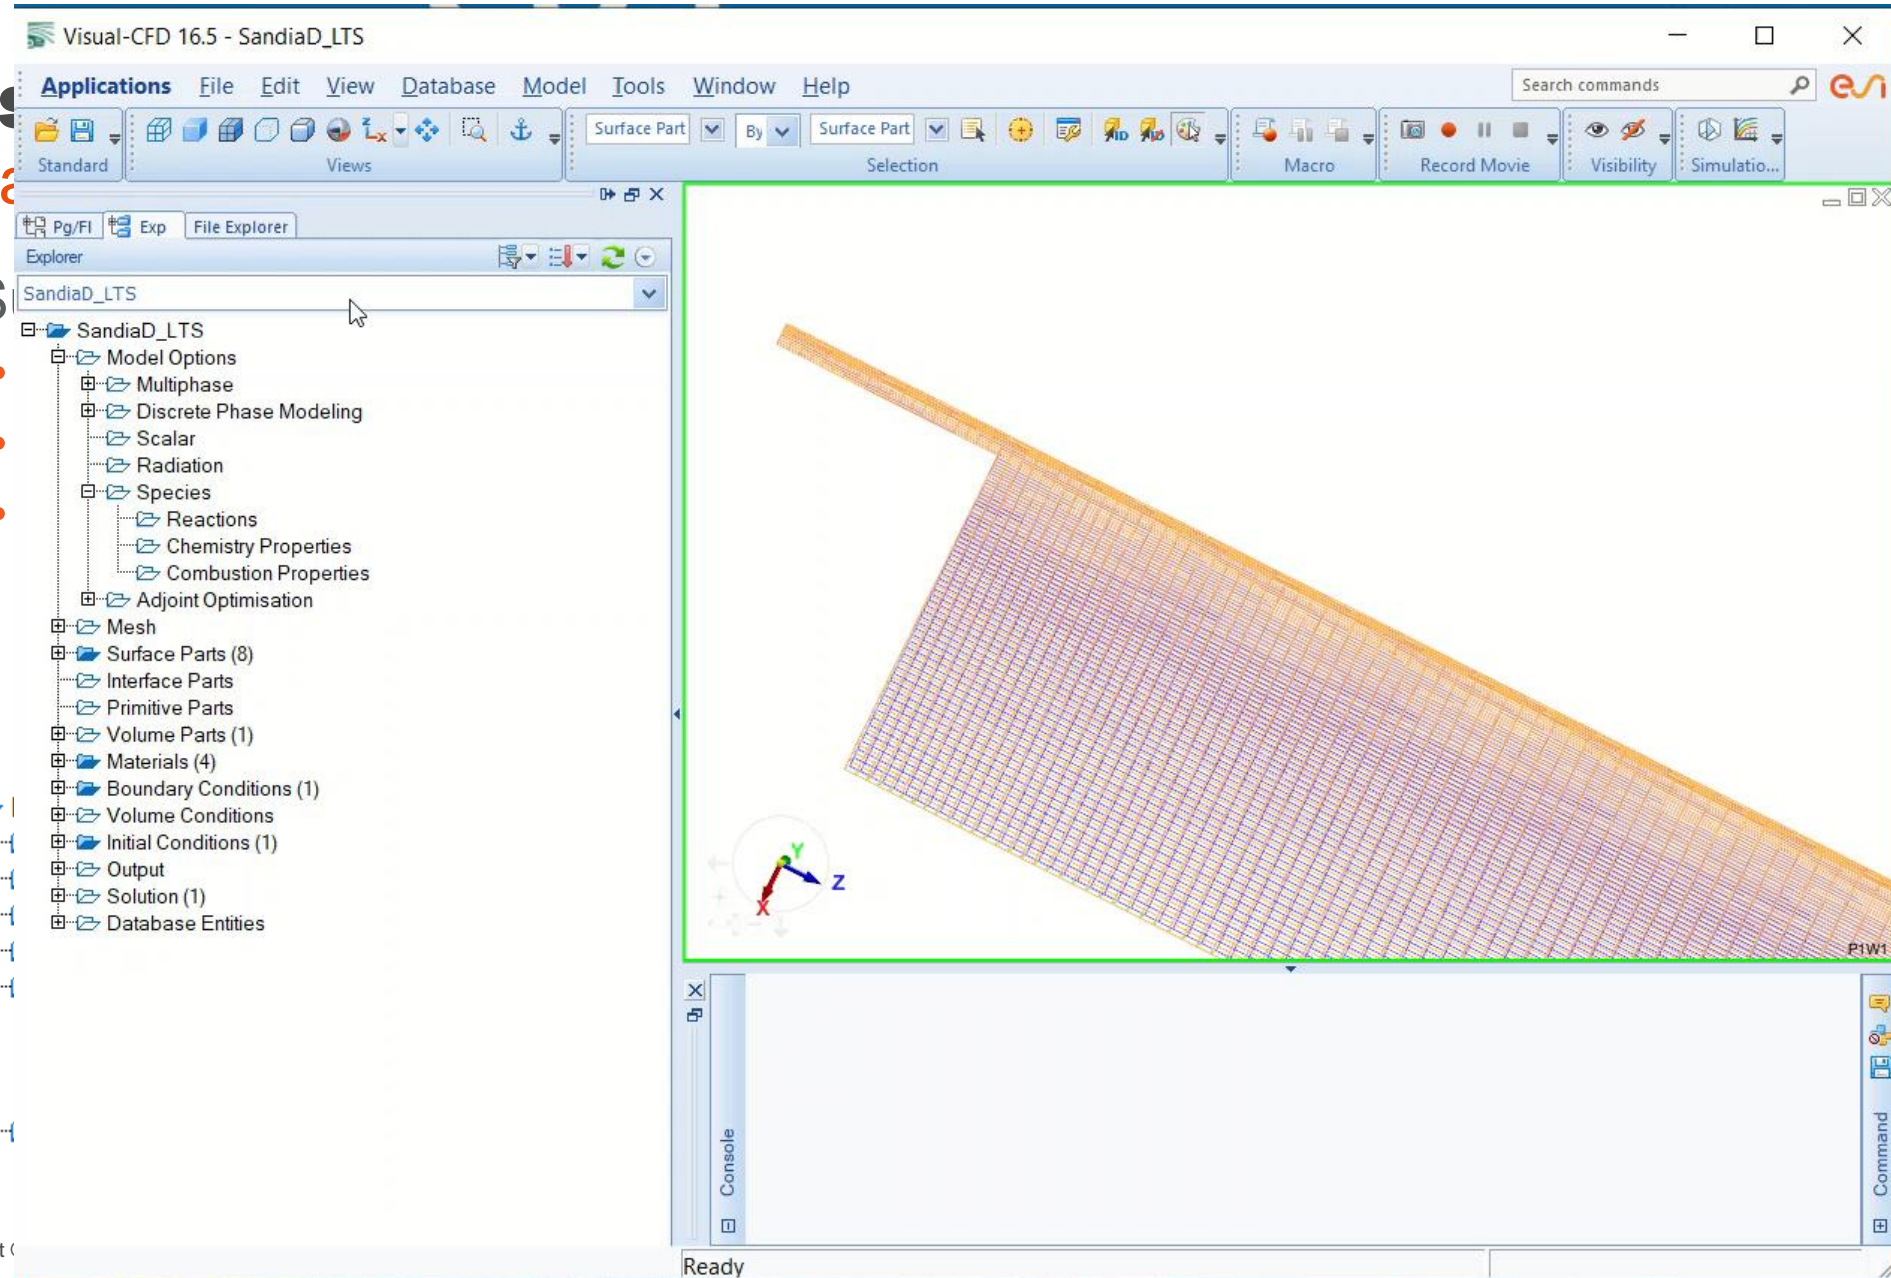 Visual-CFD 16.5 - SandiaD_LTS
Applications File Edit View Database Model Tools Window Help
Search commands
esi
Surface Part By Surface Part
Standard Views Selection Macro Record Movie Visibility Simulatio...
Pg/Fl Exp File Explorer
Explorer
SandiaD_LTS
SandiaD_LTS
Model Options
Multiphase
Discrete Phase Modeling
Scalar
Radiation
Species
Reactions
Chemistry Properties
Combustion Properties
Adjoint Optimisation
Mesh
Surface Parts (8)
Interface Parts
Primitive Parts
Volume Parts (1)
Materials (4)
Boundary Conditions (1)
Volume Conditions
Initial Conditions (1)
Output
Solution (1)
Database Entities
Y
Z
X
P1W1
Console
Command
Ready